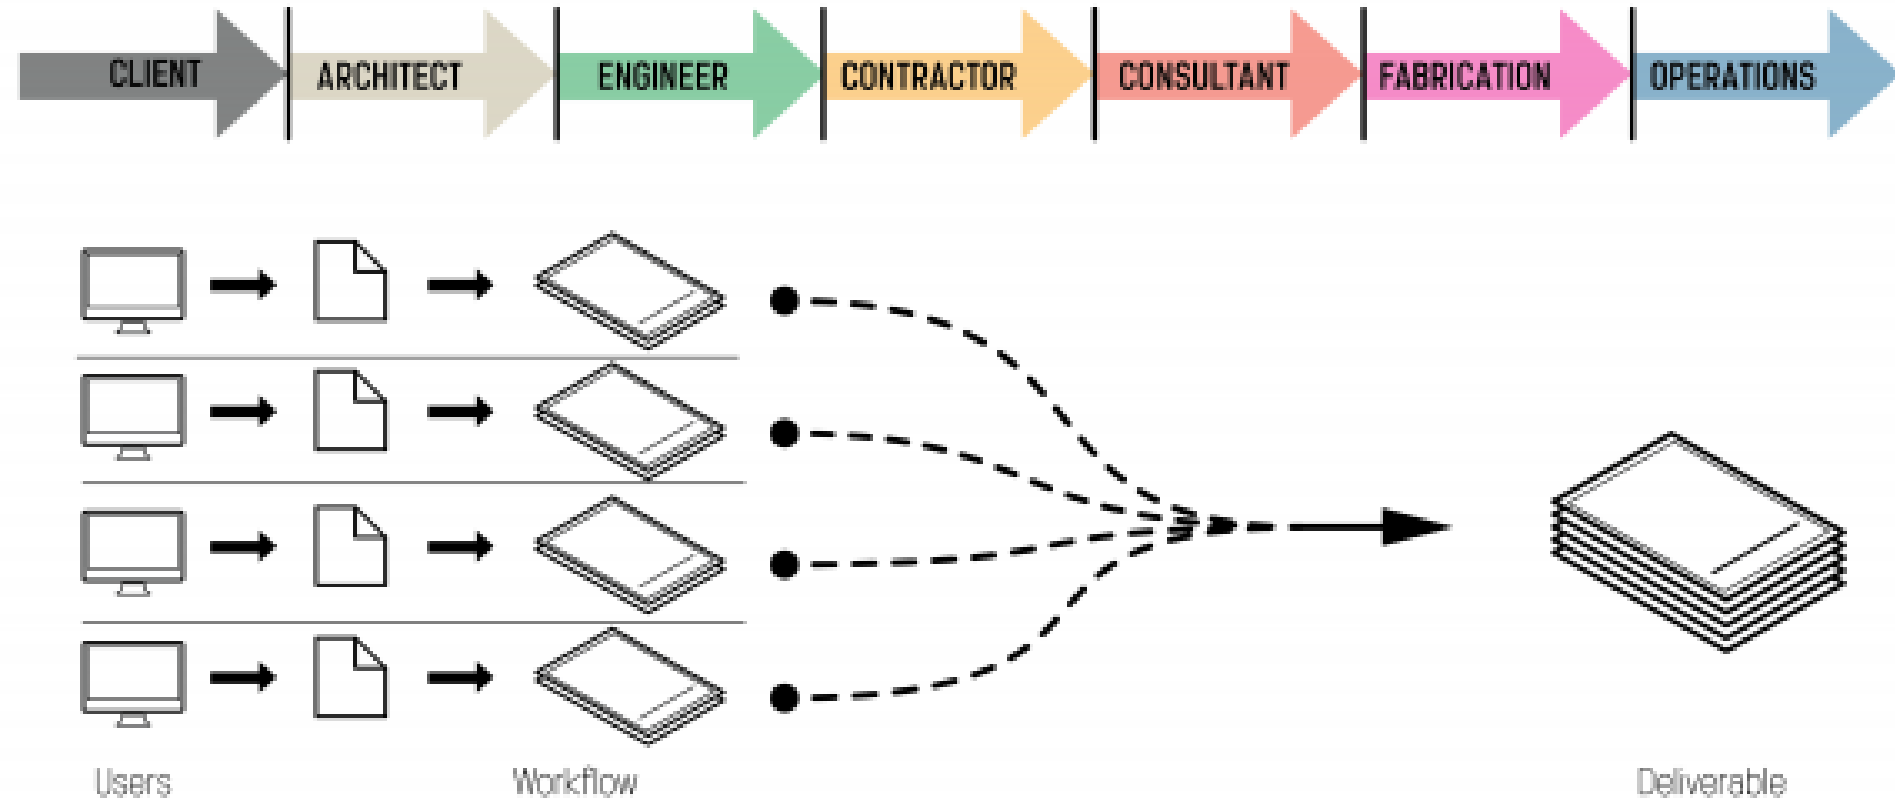 CLIENT
ARCHITECT
ENGINEER
CONTRACTOR
CONSULTANT
FABRICATION
OPERATIONS
Users
Workflow
Deliverable